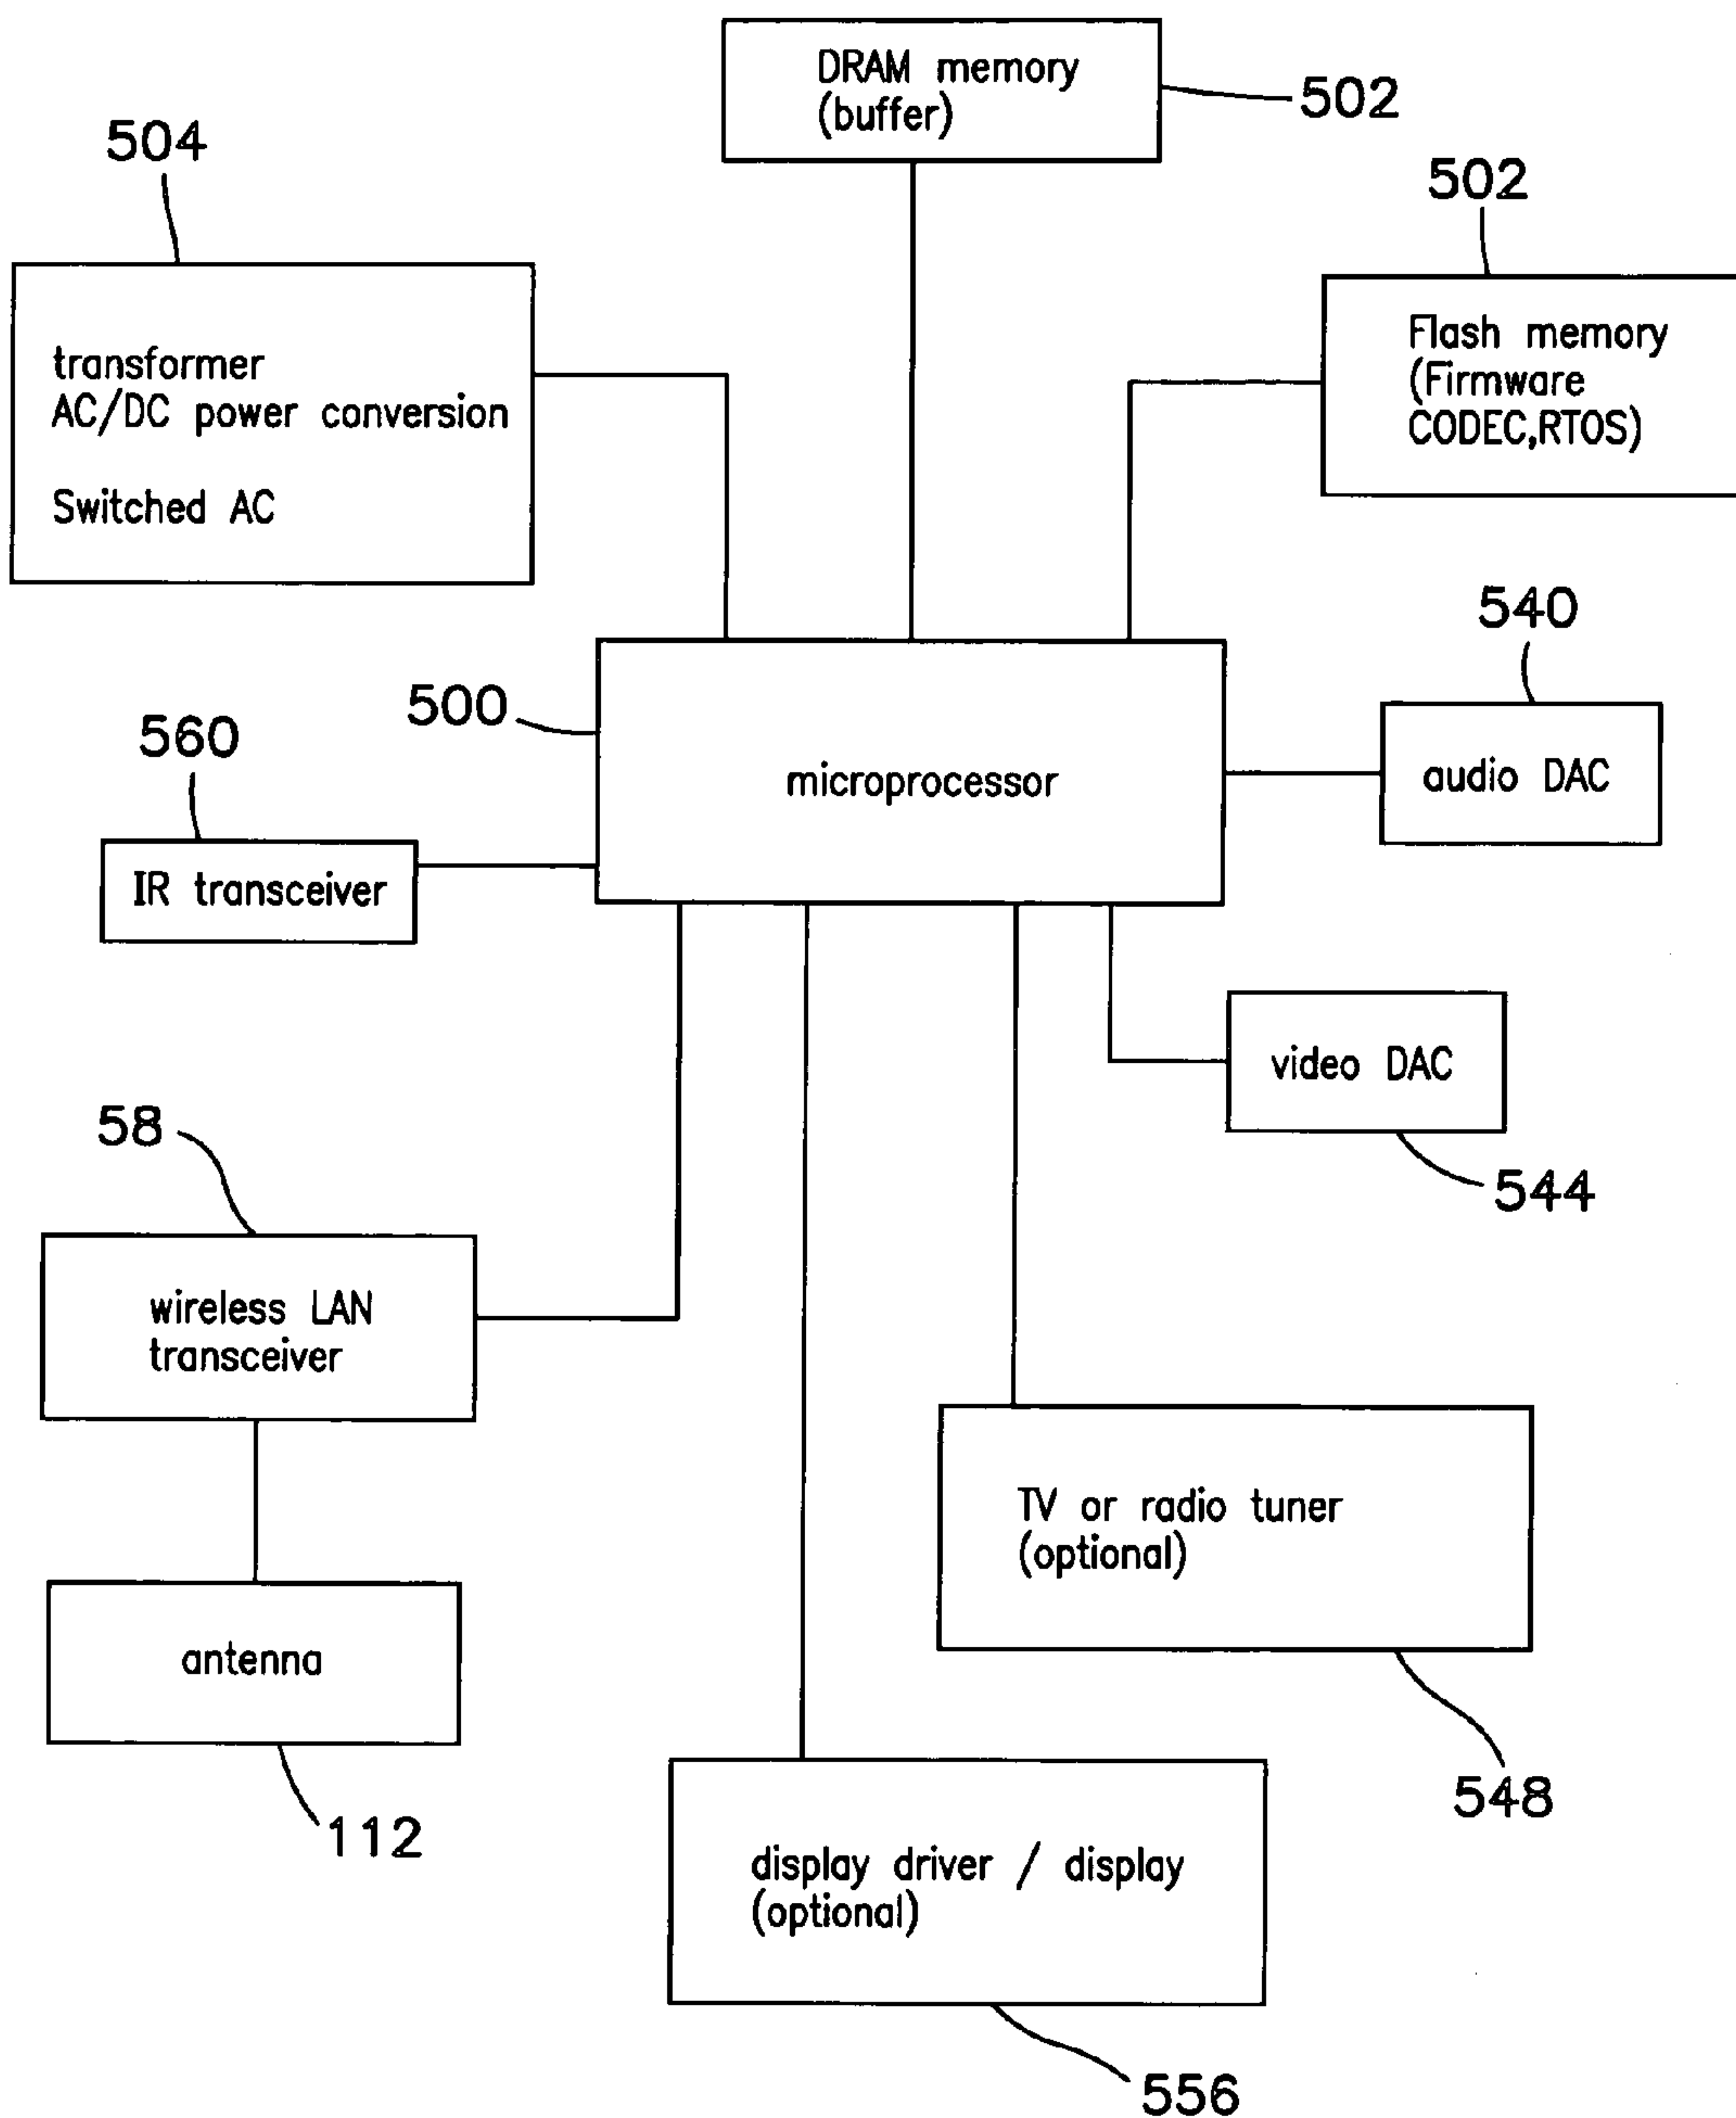 DRAM memory
(buffer)
502
504
502
transformer
AC/DC power conversion
Switched AC
Flash memory
(Firmware
CODEC,RTOS)
540
500
560
microprocessor
audio DAC
IR transceiver
video DAC
58
544
wireless LAN
transceiver
TV or radio tuner
(optional)
antenna
548
112
display driver / display
(optional)
556